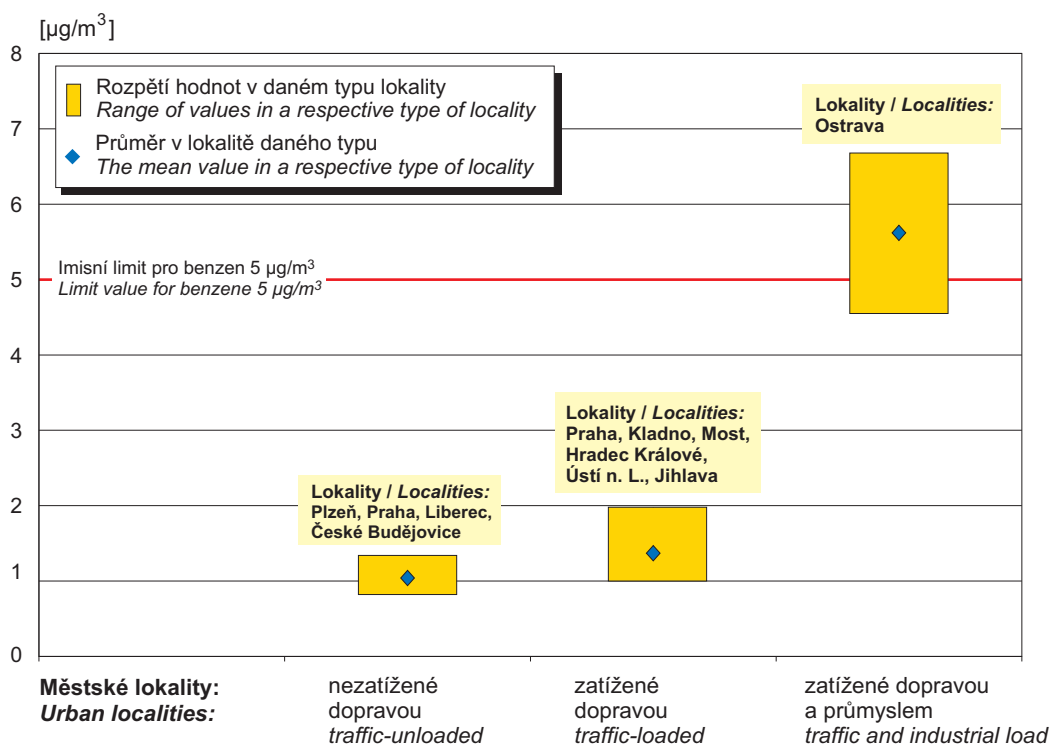 [µg/m³]
8
7
6
5
4
3
2
1
0
Rozpětí hodnot v daném typu lokality
Range of values in a respective type of locality
Průměr v lokalitě daného typu
The mean value in a respective type of locality
Imisní limit pro benzen 5 µg/m³
Limit value for benzene 5 µg/m³
Lokality / Localities:
Plzeň, Praha, Liberec,
České Budějovice
Lokality / Localities:
Praha, Kladno, Most,
Hradec Králové,
Ústí n. L., Jihlava
Lokality / Localities:
Ostrava
Městské lokality:
Urban localities:
nezatížené
dopravou
traffic-unloaded
zatížené
dopravou
traffic-loaded
zatížené dopravou
a průmyslem
traffic and industrial load